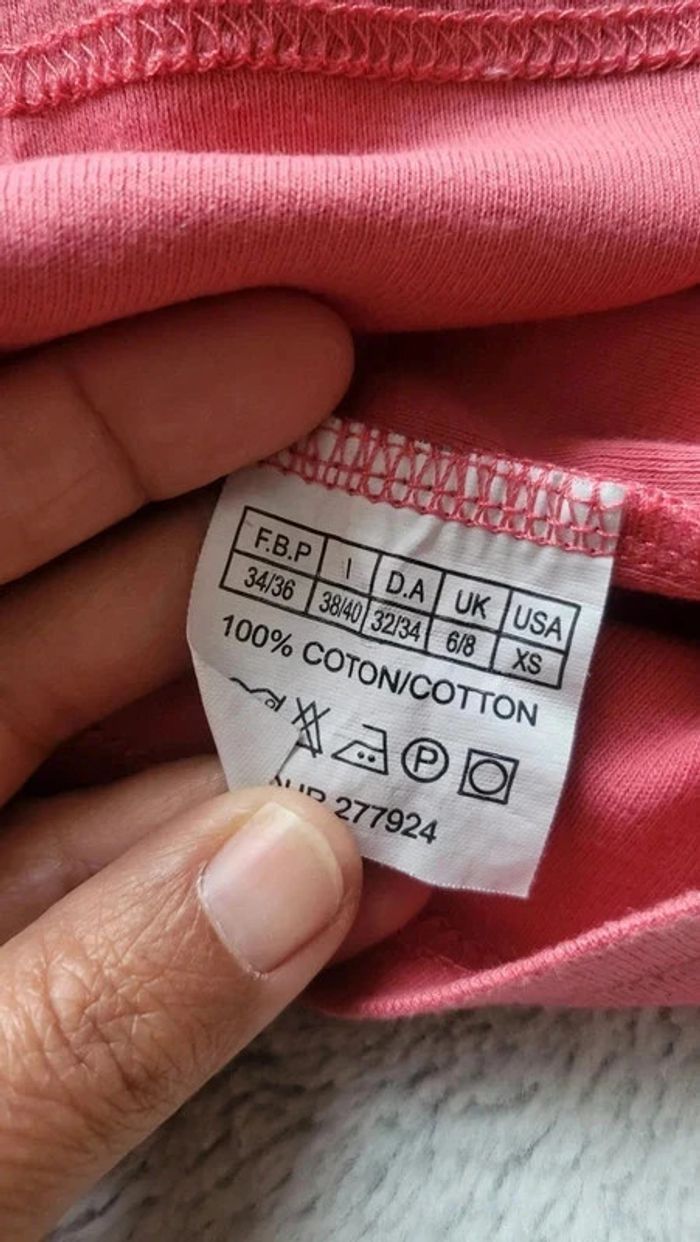 F.B.P I D.A UK USA
34/36 38/40 32/34 6/8 XS
100% COTON/COTTON
P
277924